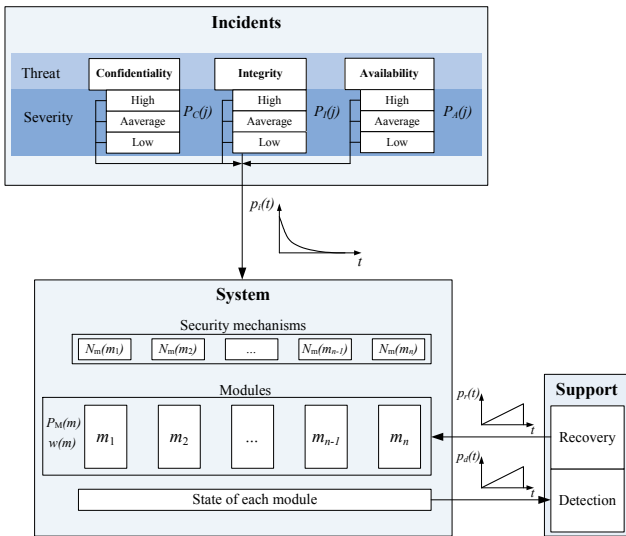 Incidents
Threat
Confidentiality
Integrity
Availability
Severity
High
Aaverage
Low
P_C(j)
High
Aaverage
Low
P_I(j)
High
Aaverage
Low
P_A(j)
p_i(t)
t
System
Security mechanisms
N_m(m_1)
N_m(m_2)
...
N_m(m_{n-1})
N_m(m_n)
Modules
P_M(m)
w(m)
m_1
m_2
...
m_{n-1}
m_n
State of each module
p_r(t)
t
p_d(t)
t
Support
Recovery
Detection